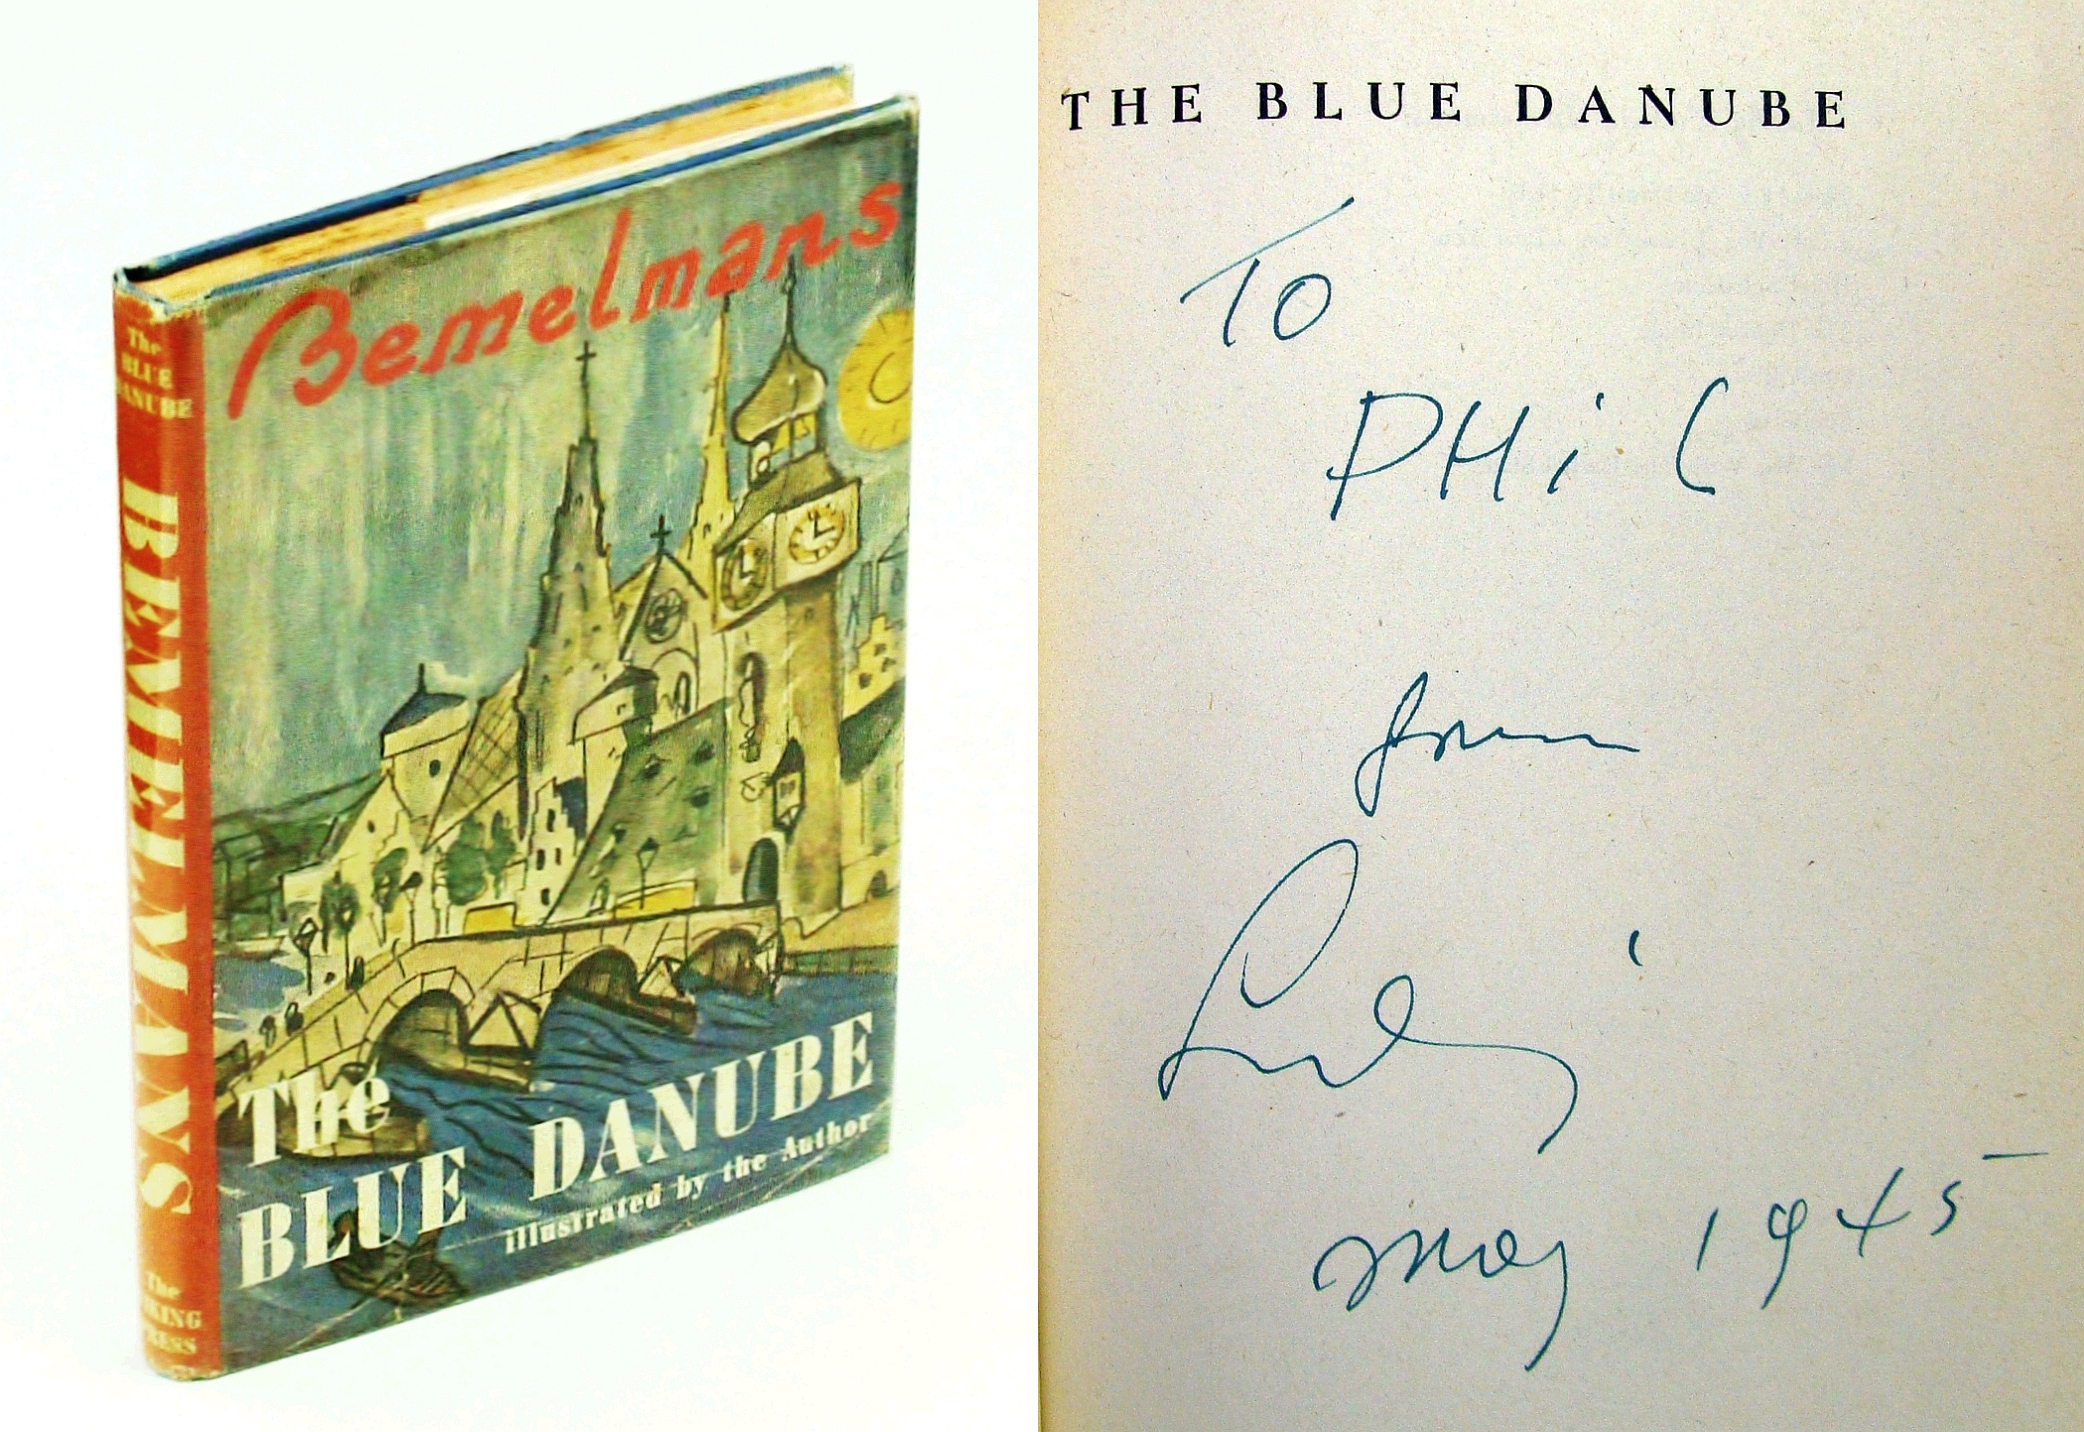 The
BLUE
DANUBE
BEMELMANS
The
VIKING
PRESS
Bemelmans
The
BLUE DANUBE
illustrated by the Author
THE BLUE DANUBE
TO
PHiL
from
Ludwig
May 1945